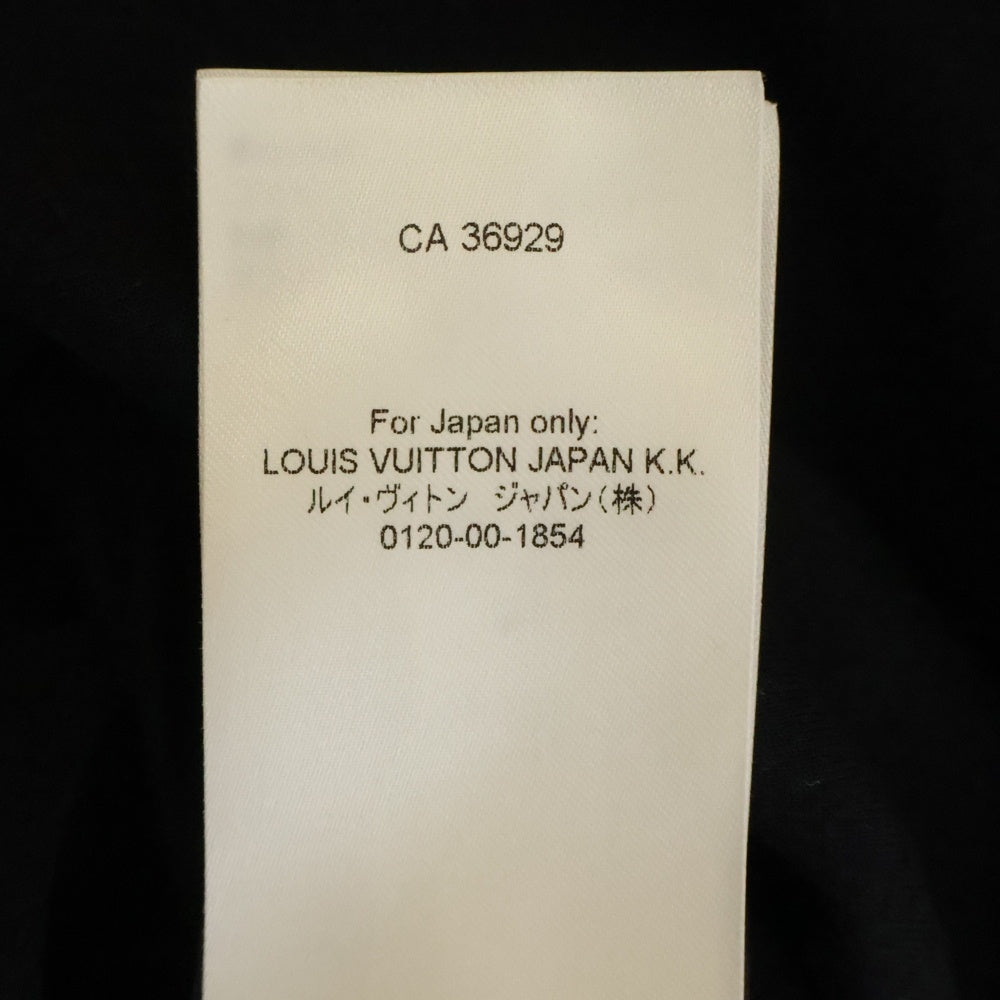 CA 36929
For Japan only:
LOUIS VUITTON JAPAN K.K.
ルイ・ヴィトン　ジャパン(株)
0120-00-1854